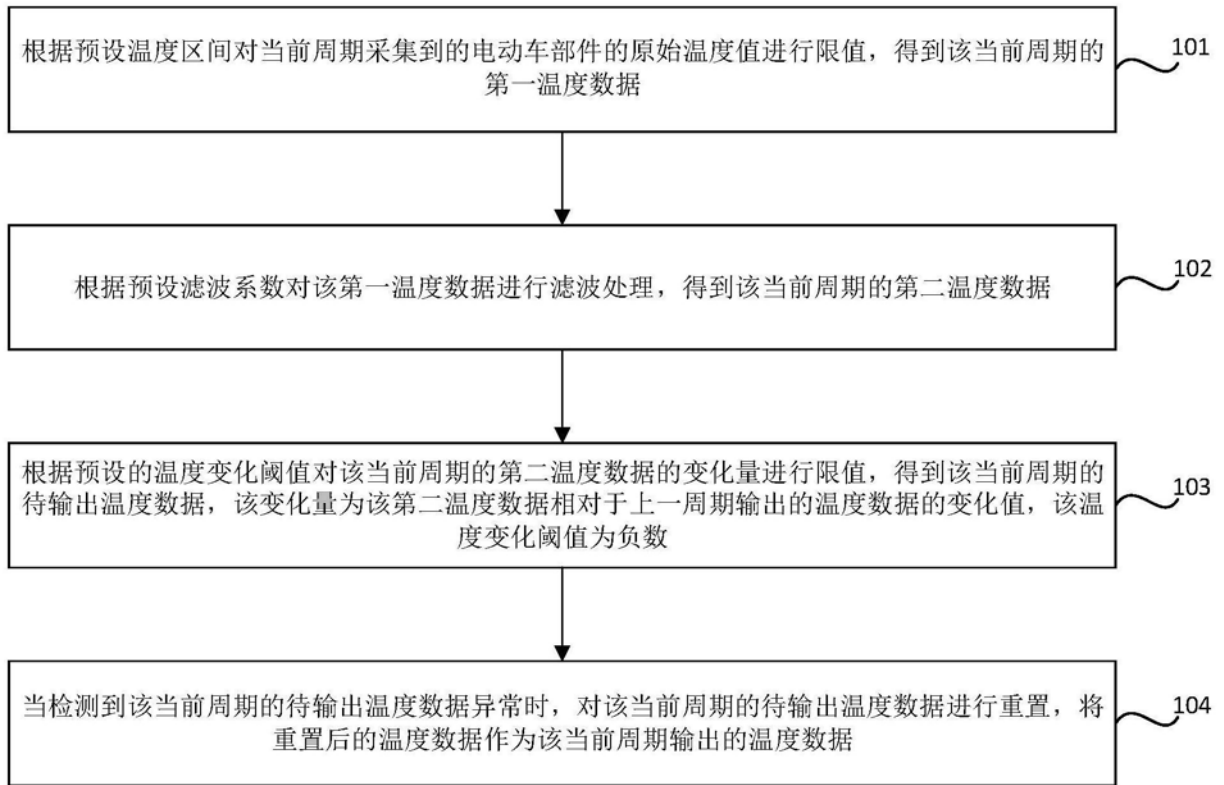 根据预设温度区间对当前周期采集到的电动车部件的原始温度值进行限值，得到该当前周期的
第一温度数据
101
根据预设滤波系数对该第一温度数据进行滤波处理，得到该当前周期的第二温度数据
102
根据预设的温度变化阈值对该当前周期的第二温度数据的变化量进行限值，得到该当前周期的
待输出温度数据，该变化量为该第二温度数据相对于上一周期输出的温度数据的变化值，该温
度变化阈值为负数
103
当检测到该当前周期的待输出温度数据异常时，对该当前周期的待输出温度数据进行重置，将
重置后的温度数据作为该当前周期输出的温度数据
104